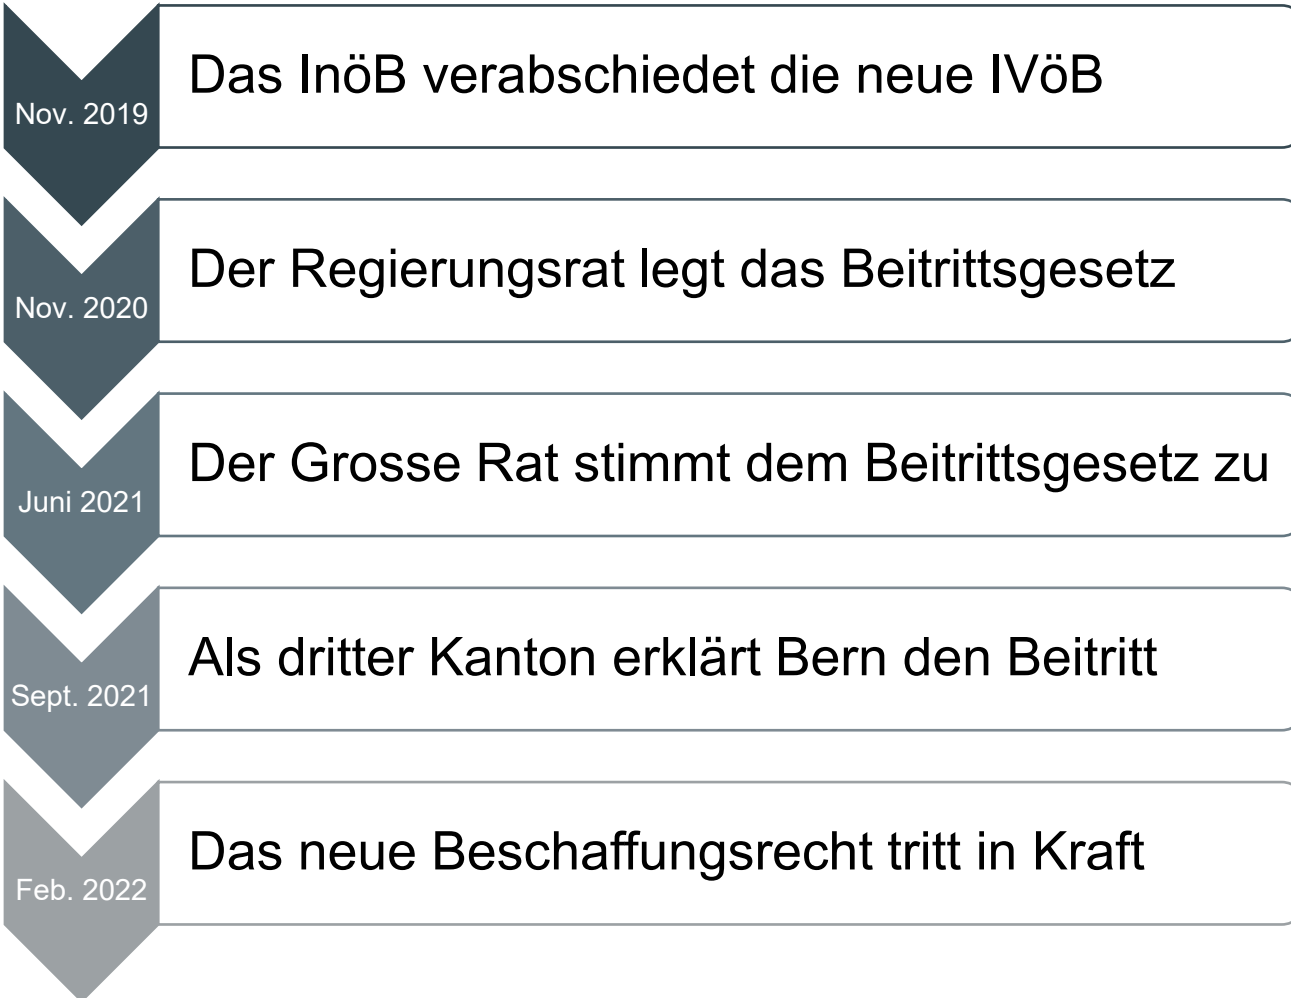 Nov. 2019
Das InöB verabschiedet die neue IVöB
Nov. 2020
Der Regierungsrat legt das Beitrittsgesetz
Juni 2021
Der Grosse Rat stimmt dem Beitrittsgesetz zu
Sept. 2021
Als dritter Kanton erklärt Bern den Beitritt
Feb. 2022
Das neue Beschaffungsrecht tritt in Kraft